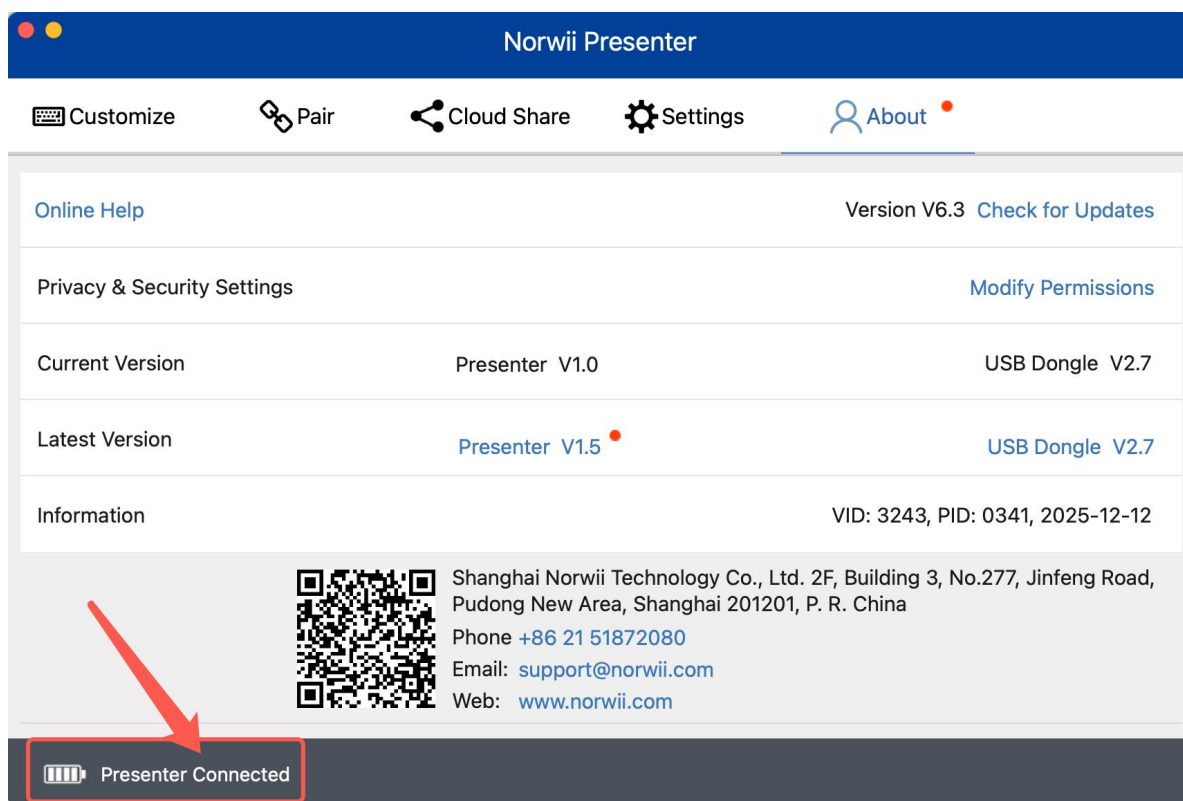 Norwii Presenter
Customize Pair Cloud Share Settings About
Online Help Version V6.3 Check for Updates
Privacy & Security Settings Modify Permissions
Current Version Presenter V1.0 USB Dongle V2.7
Latest Version Presenter V1.5 USB Dongle V2.7
Information VID: 3243, PID: 0341, 2025-12-12
Shanghai Norwii Technology Co., Ltd. 2F, Building 3, No.277, Jinfeng Road,
Pudong New Area, Shanghai 201201, P. R. China
Phone +86 21 51872080
Email: support@norwii.com
Web: www.norwii.com
Presenter Connected